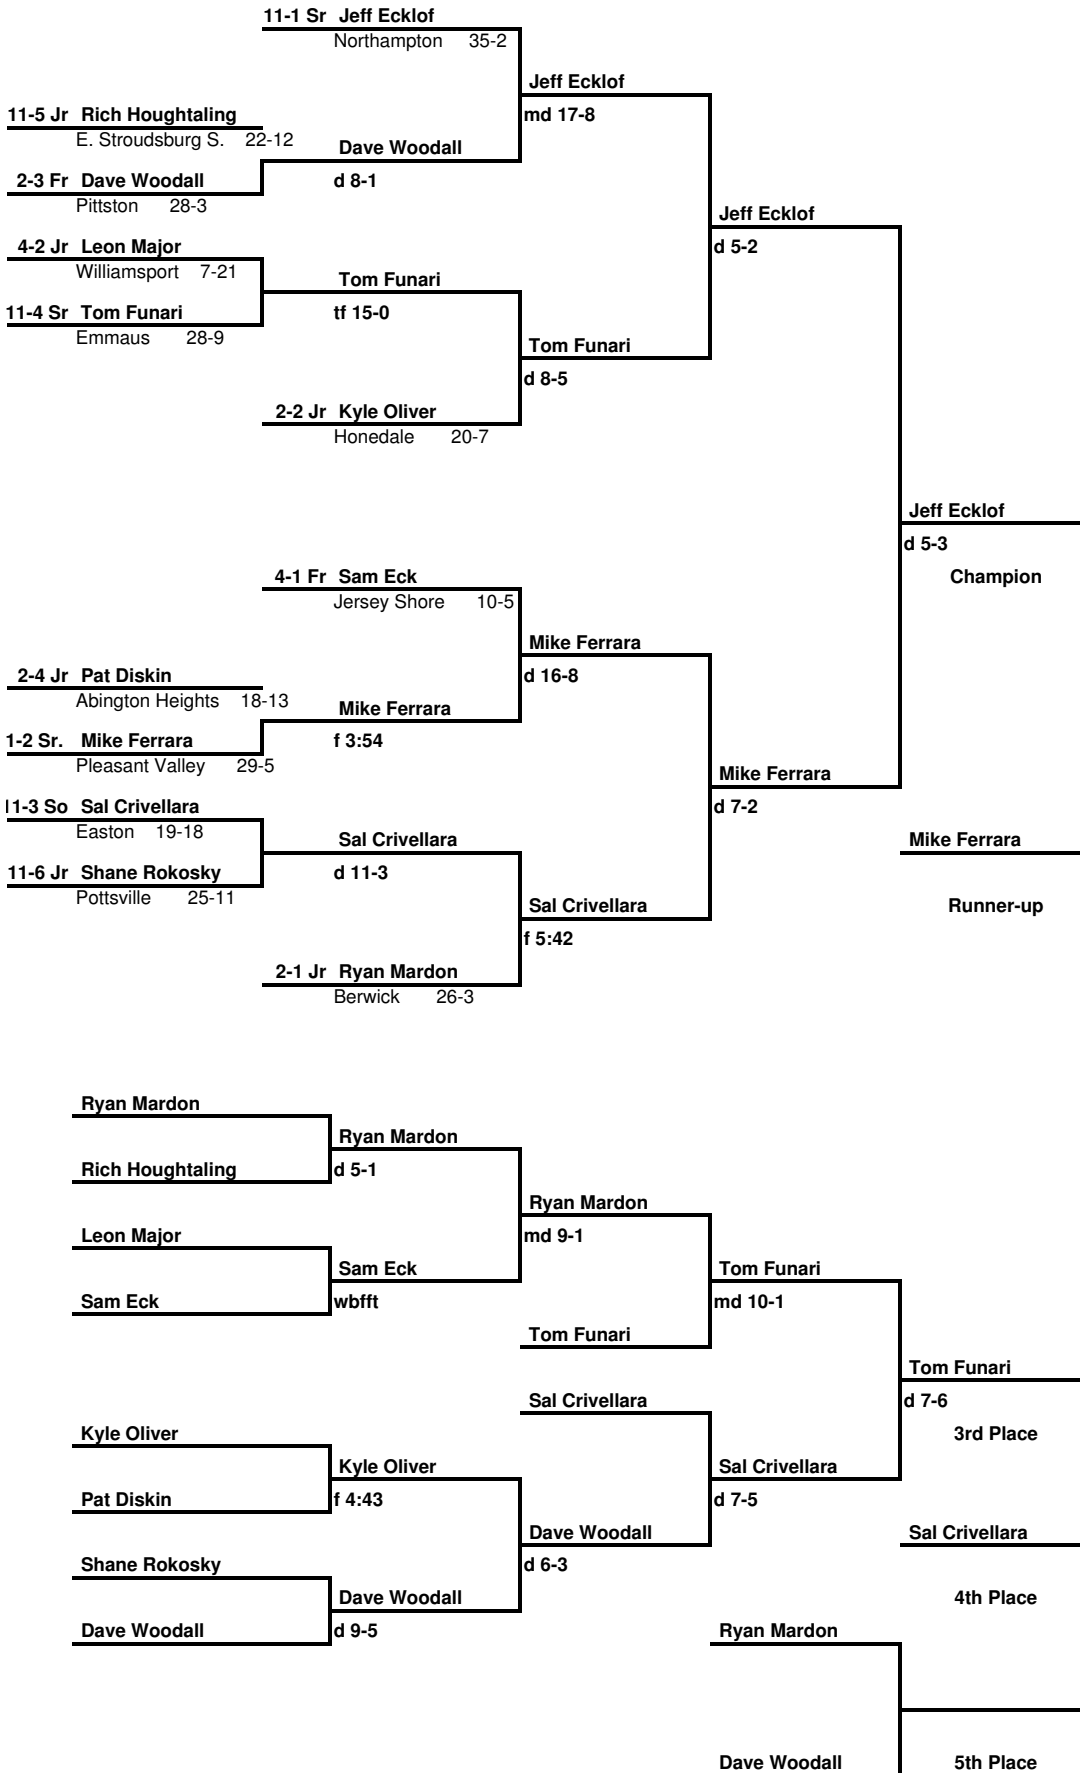 11-1 Sr Jeff Ecklof
Northampton 35-2
Jeff Ecklof
11-5 Jr Rich Houghtaling
md 17-8
E. Stroudsburg S. 22-12
Dave Woodall
2-3 Fr Dave Woodall
d 8-1
Pittston 28-3
Jeff Ecklof
4-2 Jr Leon Major
d 5-2
Williamsport 7-21
Tom Funari
11-4 Sr Tom Funari
tf 15-0
Emmaus 28-9
Tom Funari
d 8-5
2-2 Jr Kyle Oliver
Honedale 20-7
Jeff Ecklof
d 5-3
4-1 Fr Sam Eck
Champion
Jersey Shore 10-5
Mike Ferrara
2-4 Jr Pat Diskin
d 16-8
Abington Heights 18-13
Mike Ferrara
1-2 Sr. Mike Ferrara
f 3:54
Pleasant Valley 29-5
Mike Ferrara
11-3 So Sal Crivellara
d 7-2
Easton 19-18
Sal Crivellara
Mike Ferrara
11-6 Jr Shane Rokosky
d 11-3
Pottsville 25-11
Sal Crivellara
Runner-up
f 5:42
2-1 Jr Ryan Mardon
Berwick 26-3
Ryan Mardon
Ryan Mardon
Rich Houghtaling
d 5-1
Ryan Mardon
Leon Major
md 9-1
Sam Eck
Tom Funari
Sam Eck
wbfft
md 10-1
Tom Funari
Tom Funari
Sal Crivellara
d 7-6
Kyle Oliver
3rd Place
Kyle Oliver
Sal Crivellara
Pat Diskin
f 4:43
d 7-5
Dave Woodall
Sal Crivellara
Shane Rokosky
d 6-3
Dave Woodall
4th Place
Dave Woodall
d 9-5
Ryan Mardon
Dave Woodall
5th Place